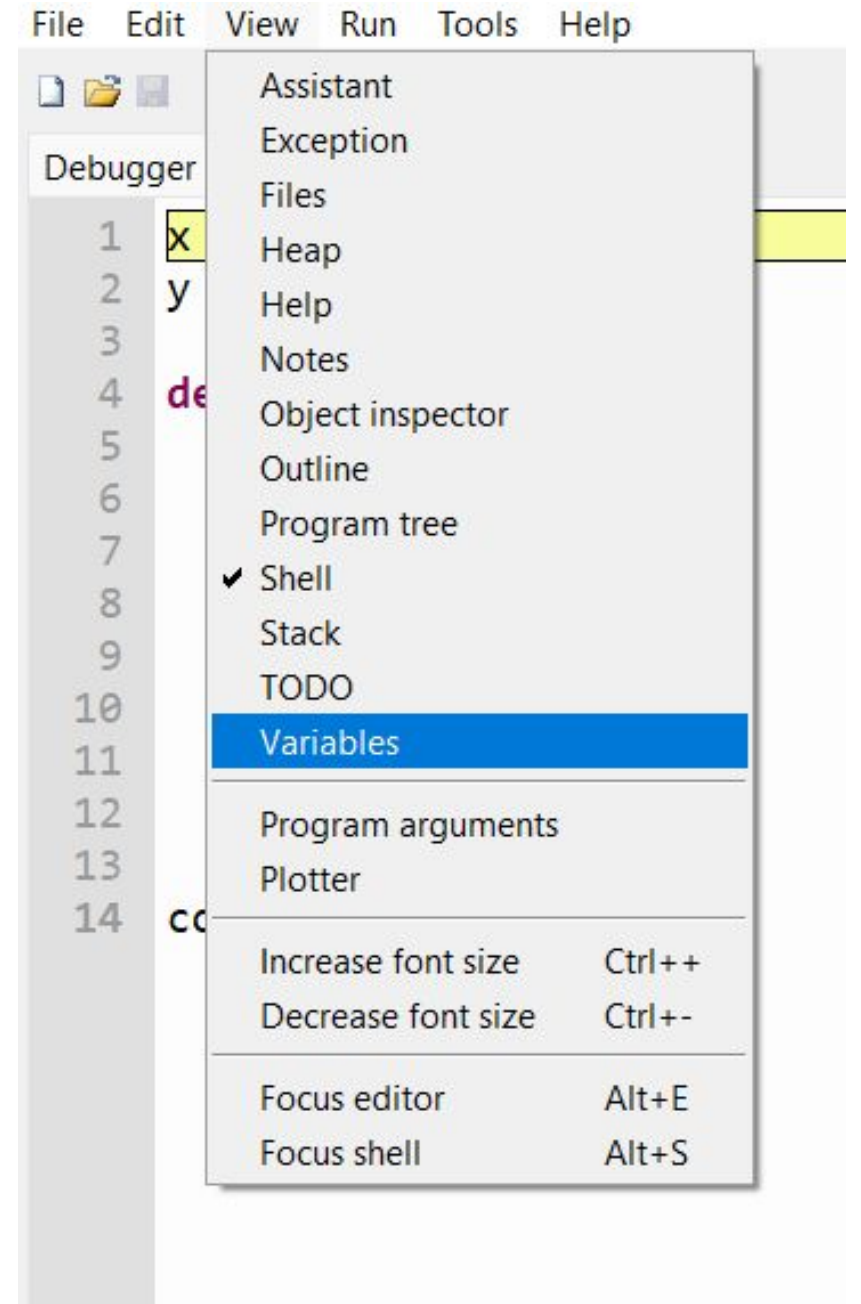 File Edit View Run Tools Help
Debugger
Assistant
Exception
Files
Heap
Help
Notes
Object inspector
Outline
Program tree
Shell
Stack
TODO
Variables
Program arguments
Plotter
Increase font size Ctrl++
Decrease font size Ctrl+-
Focus editor Alt+E
Focus shell Alt+S
1 x
2 y
3
4 de
5
6
7
8
9
10
11
12
13
14 co